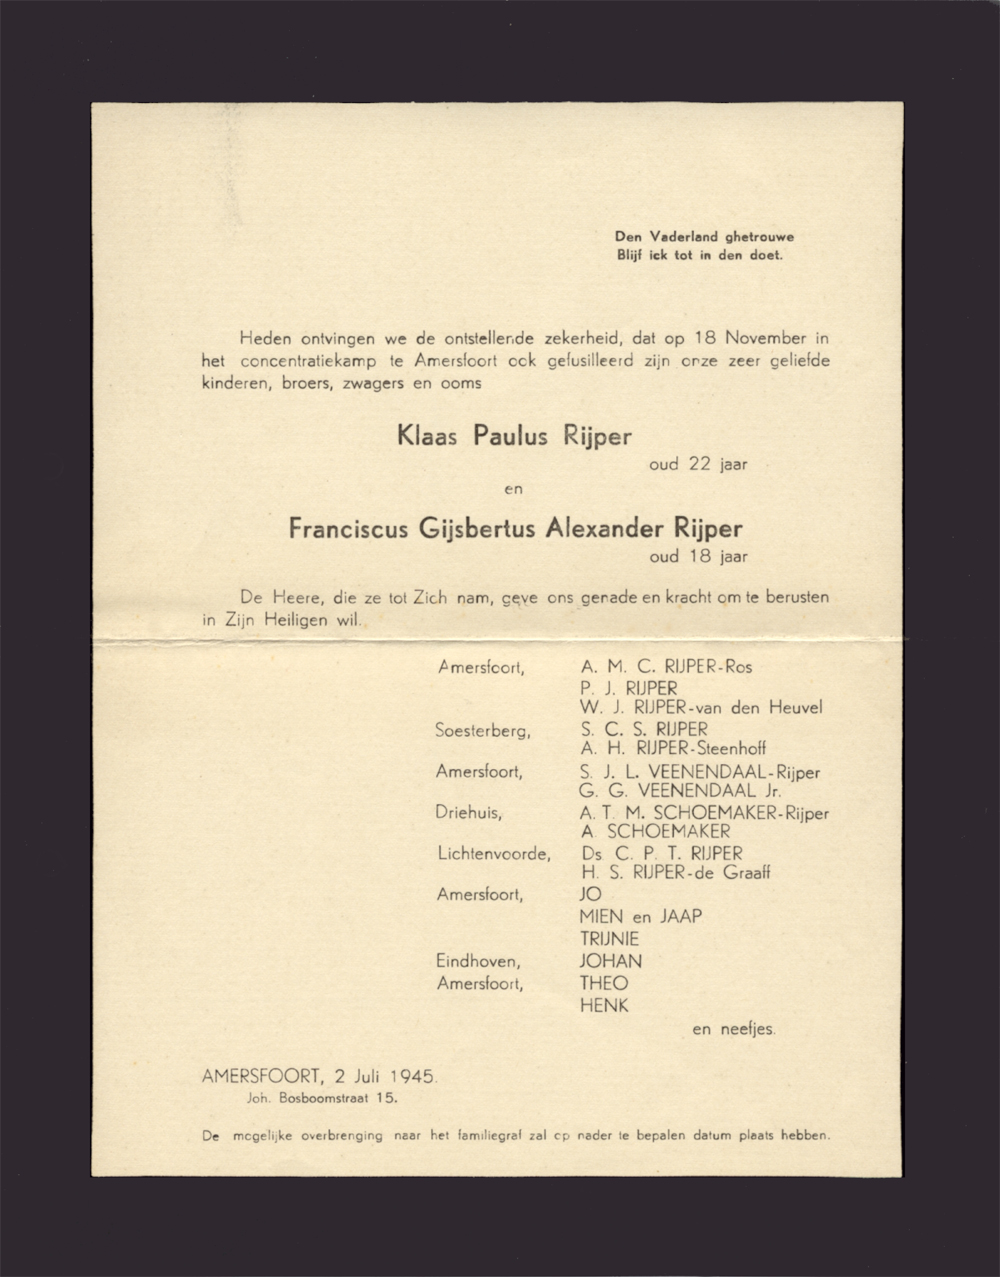 Den Vaderland ghetrouwe
Blijf ick tot in den doet.
Heden ontvingen we de ontstellende zekerheid, dat op 18 November in
het concentratiekamp te Amersfoort ook gefusilleerd zijn onze zeer geliefde
kinderen, broers, zwagers en ooms
Klaas Paulus Rijper
oud 22 jaar
en
Franciscus Gijsbertus Alexander Rijper
oud 18 jaar
De Heere, die ze tot Zich nam, geve ons genade en kracht om te berusten
in Zijn Heiligen wil.
Amersfoort, A. M. C. RIJPER-Ros
P. J. RIJPER
W. J. RIJPER-van den Heuvel
Soesterberg, S. C. S. RIJPER
A. H. RIJPER-Steenhoff
Amersfoort, S. J. L. VEENENDAAL-Rijper
G. G. VEENENDAAL Jr.
Driehuis, A. T. M. SCHOEMAKER-Rijper
A. SCHOEMAKER
Lichtenvoorde, Ds. C. P. T. RIJPER
H. S. RIJPER-de Graaff
Amersfoort, JO
MIEN en JAAP
TRIJNIE
Eindhoven, JOHAN
Amersfoort, THEO
HENK
en neefjes.
AMERSFOORT, 2 Juli 1945.
Joh. Bosboomstraat 15.
De mogelijke overbrenging naar het familiegraf zal op nader te bepalen datum plaats hebben.